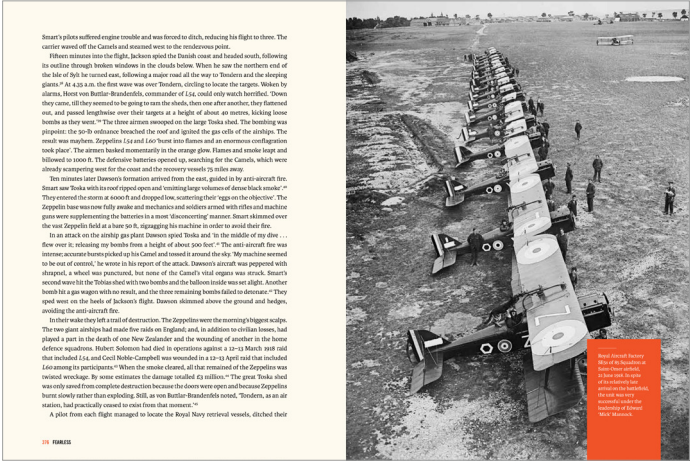 Smart's pilots suffered engine trouble and was forced to ditch, reducing his flight to three. The
carrier waved off the Camels and steamed west to the rendezvous point.
Fifteen minutes into the flight, Jackson spied the Danish coast and headed south, following
its outline through broken windows in the clouds below. When he saw the northern end of
the Isle of Sylt he turned east, following a major road all the way to Tondern and the sleeping
giants.³⁸ At 4.35 a.m. the first wave was over Tondern, circling to locate the targets. Woken by
alarms, Horst von Buttlar-Brandenfels, commander of L54, could only watch horrified. 'Down
they came, till they seemed to be going to ram the sheds, then one after another, they flattened
out, and passed lengthwise over their targets at a height of about 40 metres, kicking loose
bombs as they went.'³⁹ The three airmen swooped on the large Toska shed. The bombing was
pinpoint: the 50-lb ordnance breached the roof and ignited the gas cells of the airships. The
result was mayhem. Zeppelins L54 and L60 'burst into flames and an enormous conflagration
took place'. The airmen basked momentarily in the orange glow. Flames and smoke leapt and
billowed to 1000 ft. The defensive batteries opened up, searching for the Camels, which were
already scampering west for the coast and the recovery vessels 75 miles away.
Ten minutes later Dawson's formation arrived from the east, guided in by anti-aircraft fire.
Smart saw Toska with its roof ripped open and 'emitting large volumes of dense black smoke'.⁴⁰
They entered the storm at 6000 ft and dropped low, scattering their 'eggs on the objective'. The
Zeppelin base was now fully awake and mechanics and soldiers armed with rifles and machine
guns were supplementing the batteries in a most 'disconcerting' manner. Smart skimmed over
the vast Zeppelin field at a bare 50 ft, zigzagging his machine in order to avoid their fire.
In an attack on the airship gas plant Dawson spied Toska and 'in the middle of my dive . . .
flew over it; releasing my bombs from a height of about 500 feet'.⁴¹ The anti-aircraft fire was
intense; accurate bursts picked up his Camel and tossed it around the sky. 'My machine seemed
to be out of control,' he wrote in his report of the attack. Dawson's aircraft was peppered with
shrapnel, a wheel was punctured, but none of the Camel's vital organs was struck. Smart's
second wave hit the Tobias shed with two bombs and the balloon inside was set alight. Another
bomb hit a gas wagon with no result, and the three remaining bombs failed to detonate.⁴² They
sped west on the heels of Jackson's flight. Dawson skimmed above the ground and hedges,
avoiding the anti-aircraft fire.
In their wake they left a trail of destruction. The Zeppelins were the morning's biggest scalps.
The two giant airships had made five raids on England; and, in addition to civilian losses, had
played a part in the death of one New Zealander and the wounding of another in the home
defence squadrons. Hubert Solomon had died in operations against a 12–13 March 1918 raid
that included L54, and Cecil Noble-Campbell was wounded in a 12–13 April raid that included
L60 among its participants.⁴³ When the smoke cleared, all that remained of the Zeppelins was
twisted wreckage. By some estimates the damage totalled £3 million.⁴⁴ The great Toska shed
was only saved from complete destruction because the doors were open and because Zeppelins
burnt slowly rather than exploding. Still, as von Buttlar-Brandenfels noted, 'Tondern, as an air
station, had practically ceased to exist from that moment.'⁴⁵
A pilot from each flight managed to locate the Royal Navy retrieval vessels, ditched their
376 FEARLESS
Royal Aircraft Factory
SE5s of 85 Squadron at
Saint-Omer airfield,
21 June 1918. In spite
of its relatively late
arrival on the battlefield,
the unit was very
successful under the
leadership of Edward
'Mick' Mannock.